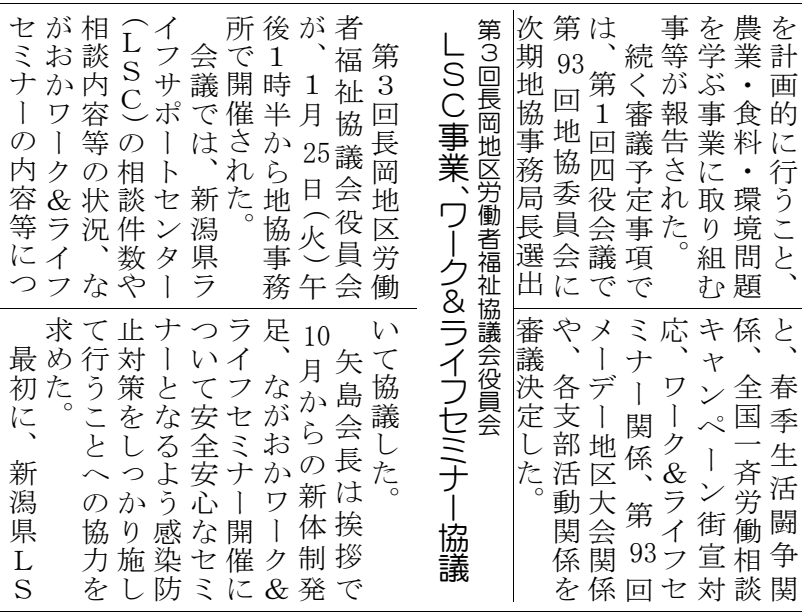 を計画的に行うこと、
農業・食料・環境問題
を学ぶ事業に取り組む
事等が報告された。
続く審議予定事項で
は、第1回四役会議で
第93回地協委員会に
次期地協事務局長選出
と、春季生活闘争関
係、全国一斉労働相談
キャンペーン街宣対
応、ワーク&ライフセ
ミナー関係、第93回
メーデー地区大会関係
や、各支部活動関係を
審議決定した。
第3回長岡地区労働者福祉協議会役員会
LSC事業、ワーク&ライフセミナー協議
第3回長岡地区労働
者福祉協議会役員会
が、1月25日(火)午
後1時半から地協事務
所で開催された。
会議では、新潟県ラ
イフサポートセンター
(LSC)の相談件数や
相談内容等の状況、な
がおかワーク&ライフ
セミナーの内容等につ
いて協議した。
矢島会長は挨拶で
10月からの新体制発
足、ながおかワーク&
ライフセミナー開催に
ついて安全安心なセミ
ナーとなるよう感染防
止対策をしっかり施し
て行うことへの協力を
求めた。
最初に、新潟県LS